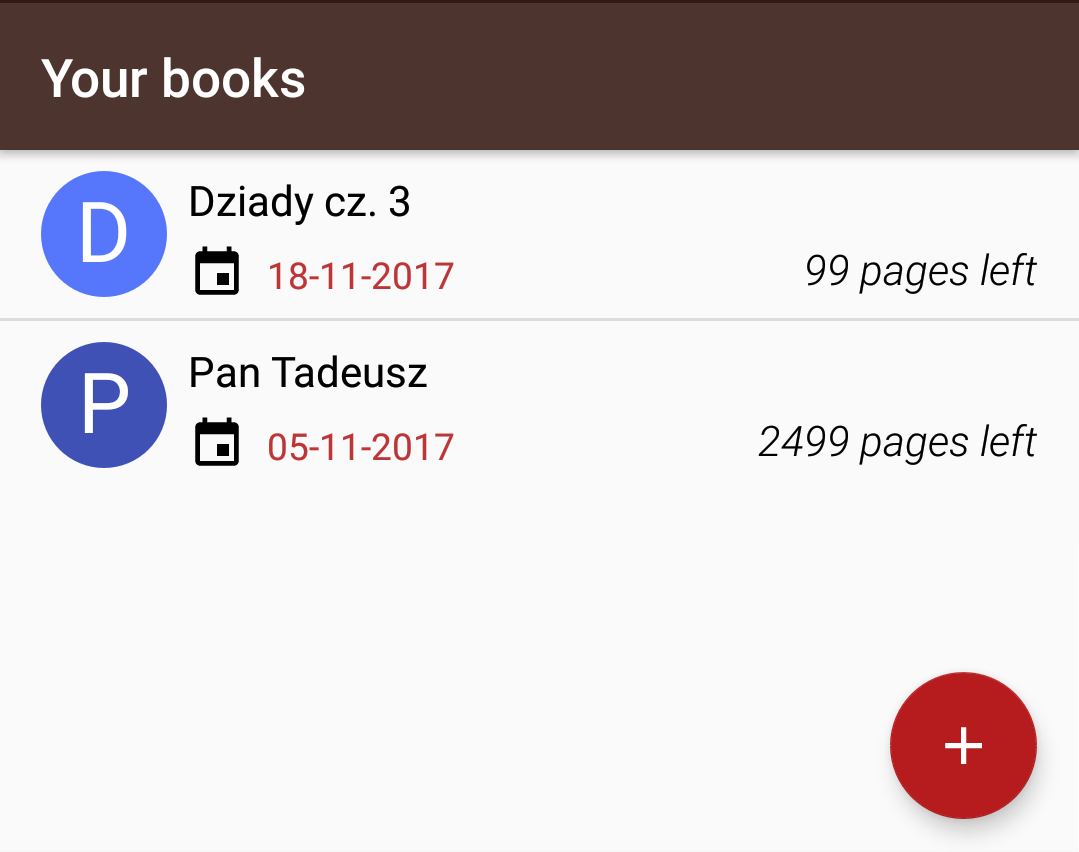 Your books
D
Dziady cz. 3
18-11-2017
99 pages left
P
Pan Tadeusz
05-11-2017
2499 pages left
+